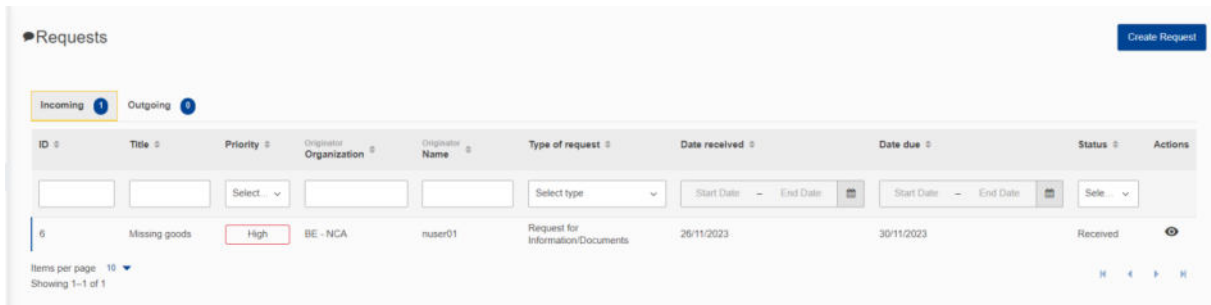 Requests
Create Request
Incoming 1 Outgoing 0
ID Title Priority Originator Organization Originator Name Type of request Date received Date due Status Actions
Select... Select type Start Date – End Date Start Date – End Date Sele...
6 Missing goods High BE - NCA nuser01 Request for Information/Documents 26/11/2023 30/11/2023 Received
Items per page 10
Showing 1–1 of 1